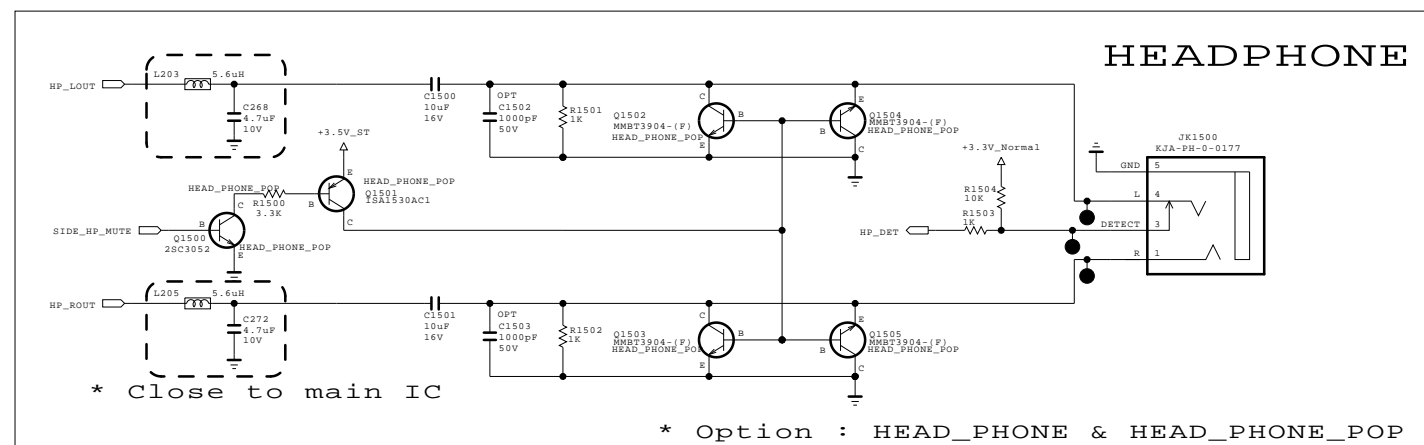 HEADPHONE
L203 5.6uH
HP_LOUT
C268
4.7uF
10V
C1500
10uF
16V
OPT
C1502
1000pF
50V
R1501
1K
Q1502
MMBT3904-(F)
HEAD_PHONE_POP
C
B
E
Q1504
MMBT3904-(F)
HEAD_PHONE_POP
E
B
C
+3.5V_ST
HEAD_PHONE_POP
Q1501
ISA1530AC1
E
B
C
HEAD_PHONE_POP
R1500
3.3K
SIDE_HP_MUTE
C
B
E
Q1500
2SC3052
HEAD_PHONE_POP
+3.3V_Normal
R1504
10K
R1503
1K
HP_DET
JK1500
KJA-PH-0-0177
GND 5
L 4
DETECT 3
R 1
L205 5.6uH
HP_ROUT
C272
4.7uF
10V
C1501
10uF
16V
OPT
C1503
1000pF
50V
R1502
1K
Q1503
MMBT3904-(F)
HEAD_PHONE_POP
C
B
E
Q1505
MMBT3904-(F)
HEAD_PHONE_POP
E
B
C
* Close to main IC
* Option : HEAD_PHONE & HEAD_PHONE_POP